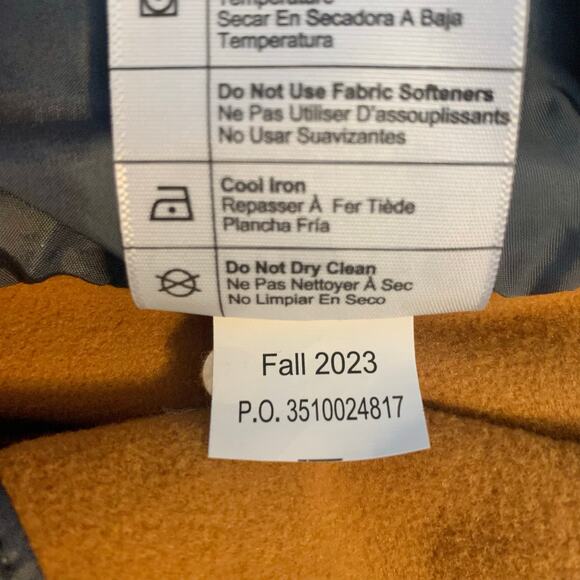 Temperature
Secar En Secadora A Baja
Temperatura
Do Not Use Fabric Softeners
Ne Pas Utiliser D'assouplissants
No Usar Suavizantes
Cool Iron
Repasser À Fer Tiède
Plancha Fría
Do Not Dry Clean
Ne Pas Nettoyer À Sec
No Limpiar En Seco
Fall 2023
P.O. 3510024817